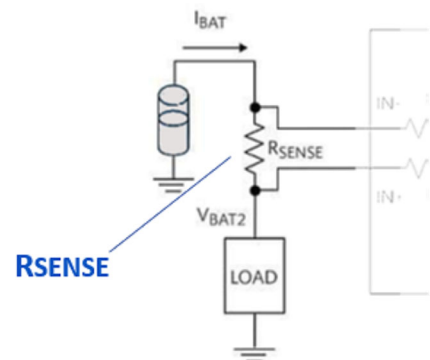 IBAT
IN-
RSENSE
IN+
VBAT2
RSENSE
LOAD